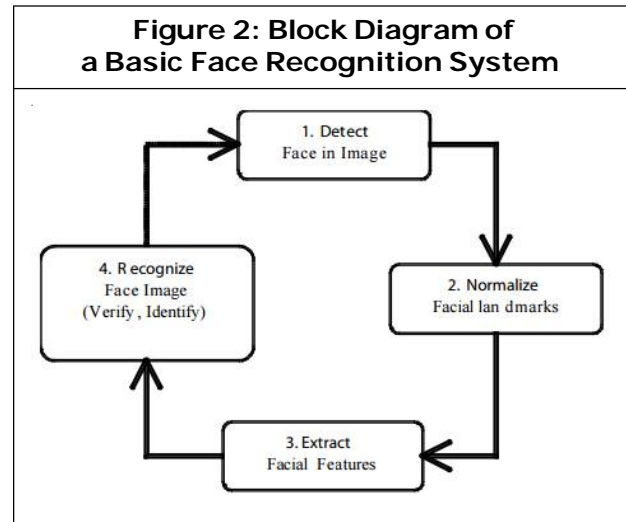 Figure 2: Block Diagram of
a Basic Face Recognition System
1. Detect
Face in Image
2. Normalize
Facial lan dmarks
3. Extract
Facial Features
4. R ecognize
Face Image
(Verify , Identify)